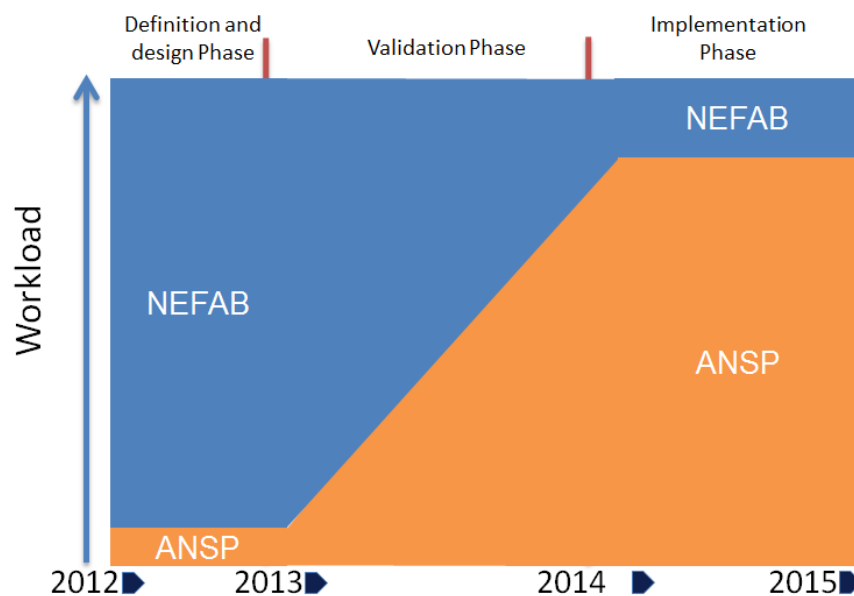 Definition and
design Phase
Validation Phase
Implementation
Phase
NEFAB
Workload
NEFAB
ANSP
ANSP
2012
2013
2014
2015